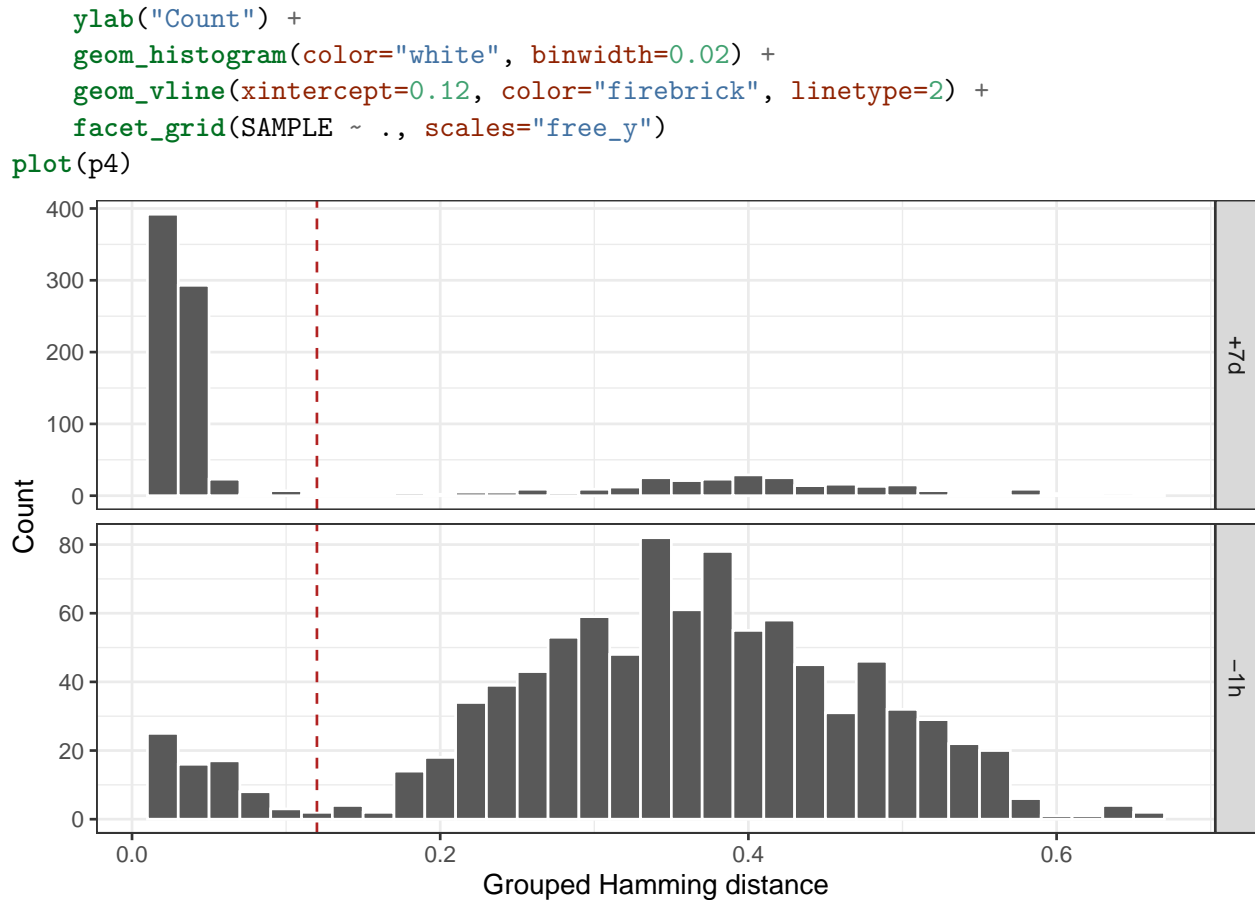 ylab("Count") +
geom_histogram(color="white", binwidth=0.02) +
geom_vline(xintercept=0.12, color="firebrick", linetype=2) +
facet_grid(SAMPLE ~ ., scales="free_y")
plot(p4)
400
300
200
100
0
+7d
Count
80
60
40
20
0
−1h
0.0 0.2 0.4 0.6
Grouped Hamming distance